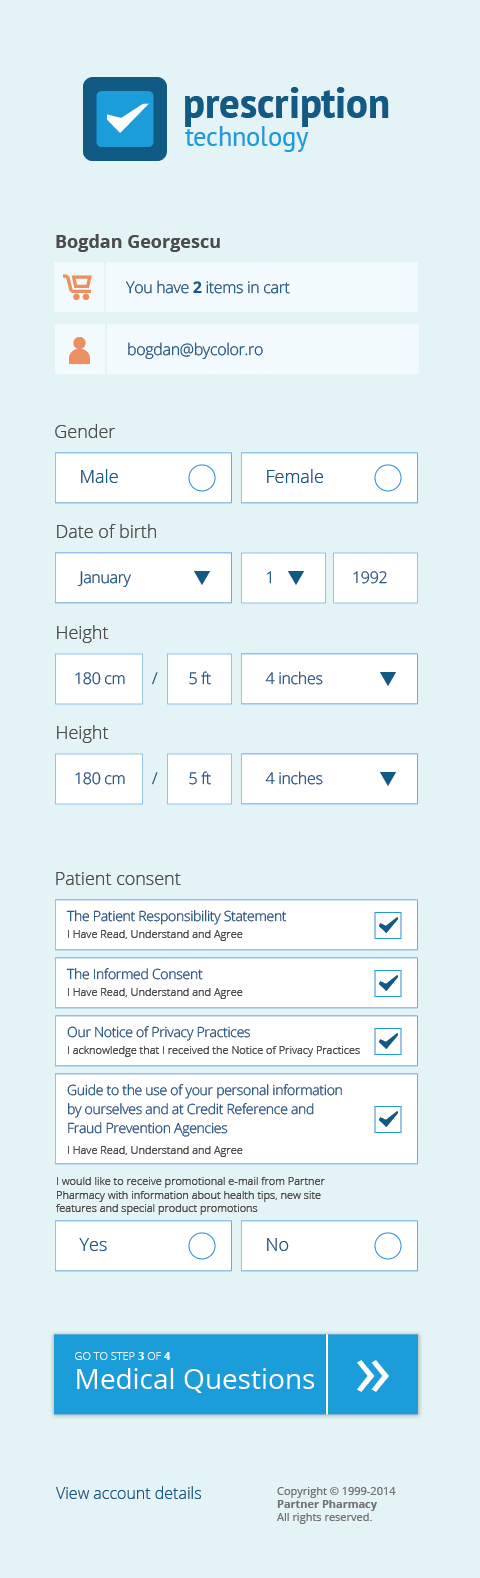 prescription
technology
Bogdan Georgescu
You have 2 items in cart
bogdan@bycolor.ro
Gender
Male
Female
Date of birth
January
1
1992
Height
180 cm / 5 ft
4 inches
Height
180 cm / 5 ft
4 inches
Patient consent
The Patient Responsibility Statement
I Have Read, Understand and Agree
The Informed Consent
I Have Read, Understand and Agree
Our Notice of Privacy Practices
I acknowledge that I received the Notice of Privacy Practices
Guide to the use of your personal information
by ourselves and at Credit Reference and
Fraud Prevention Agencies
I Have Read, Understand and Agree
I would like to receive promotional e-mail from Partner
Pharmacy with information about health tips, new site
features and special product promotions
Yes
No
GO TO STEP 3 OF 4
Medical Questions
View account details
Copyright © 1999-2014
Partner Pharmacy
All rights reserved.